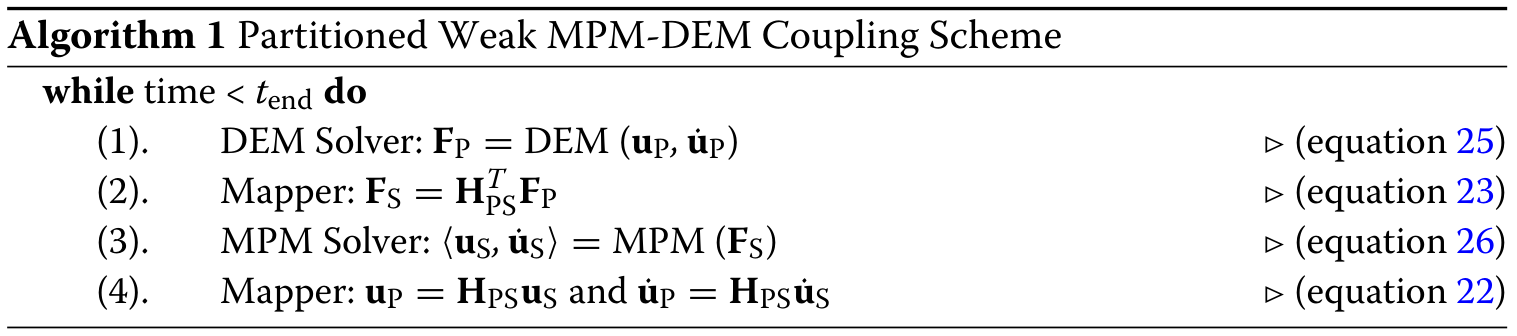 Algorithm 1 Partitioned Weak MPM-DEM Coupling Scheme
while time < t_end do
(1). DEM Solver: F_P = DEM (u_P, u̇_P) ▹ (equation 25)
(2). Mapper: F_S = H_PS^T F_P ▹ (equation 23)
(3). MPM Solver: ⟨u_S, u̇_S⟩ = MPM (F_S) ▹ (equation 26)
(4). Mapper: u_P = H_PS u_S and u̇_P = H_PS u̇_S ▹ (equation 22)